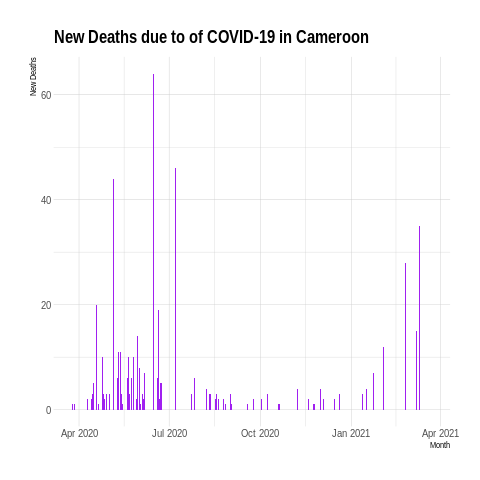 New Deaths due to of COVID-19 in Cameroon
New Deaths
60
40
20
0
Apr 2020 Jul 2020 Oct 2020 Jan 2021 Apr 2021
Month